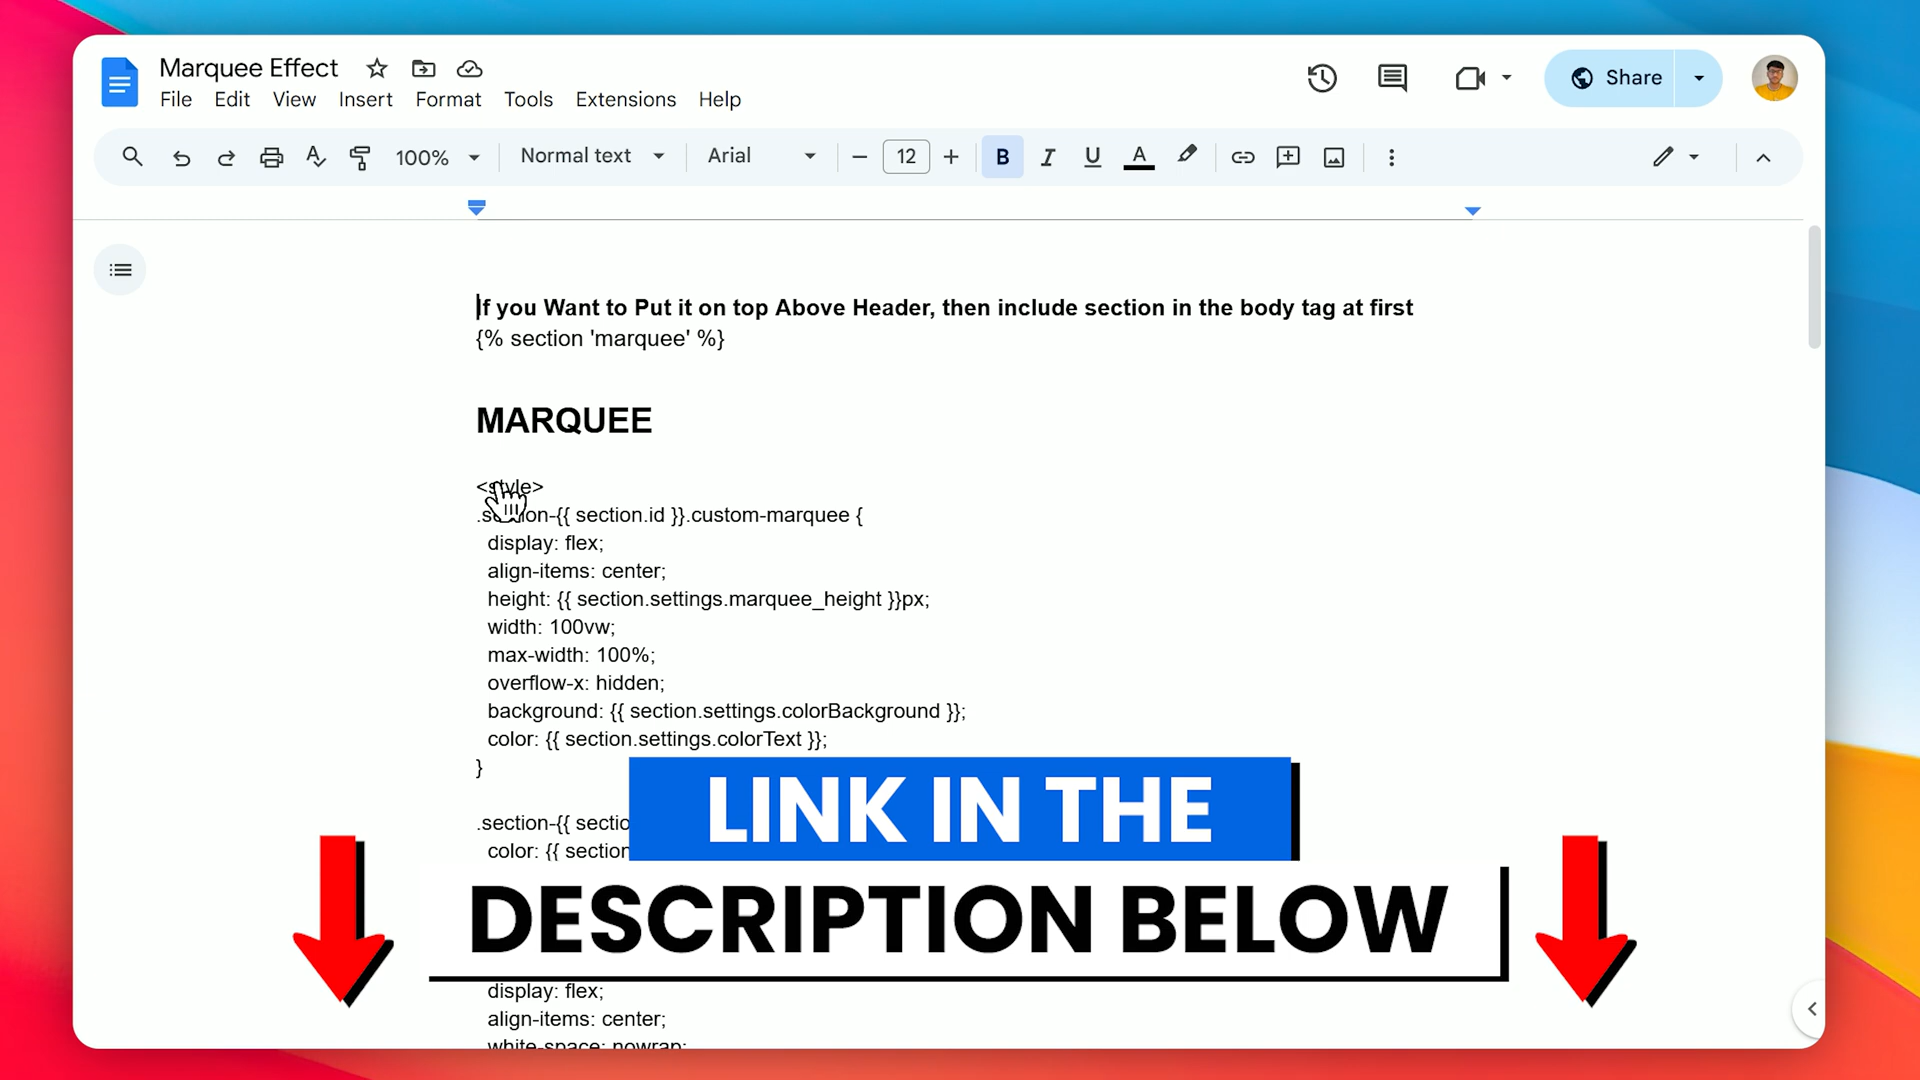 Marquee Effect
File Edit View Insert Format Tools Extensions Help
Share
100% Normal text Arial 12 B I U A
If you Want to Put it on top Above Header, then include section in the body tag at first
{% section 'marquee' %}
MARQUEE
<style>
.section-{{ section.id }}.custom-marquee {
display: flex;
align-items: center;
height: {{ section.settings.marquee_height }}px;
width: 100vw;
max-width: 100%;
overflow-x: hidden;
background: {{ section.settings.colorBackground }};
color: {{ section.settings.colorText }};
}
.section-{{ sectio
color: {{ section
LINK IN THE
DESCRIPTION BELOW
display: flex;
align-items: center;
white-space: nowrap;